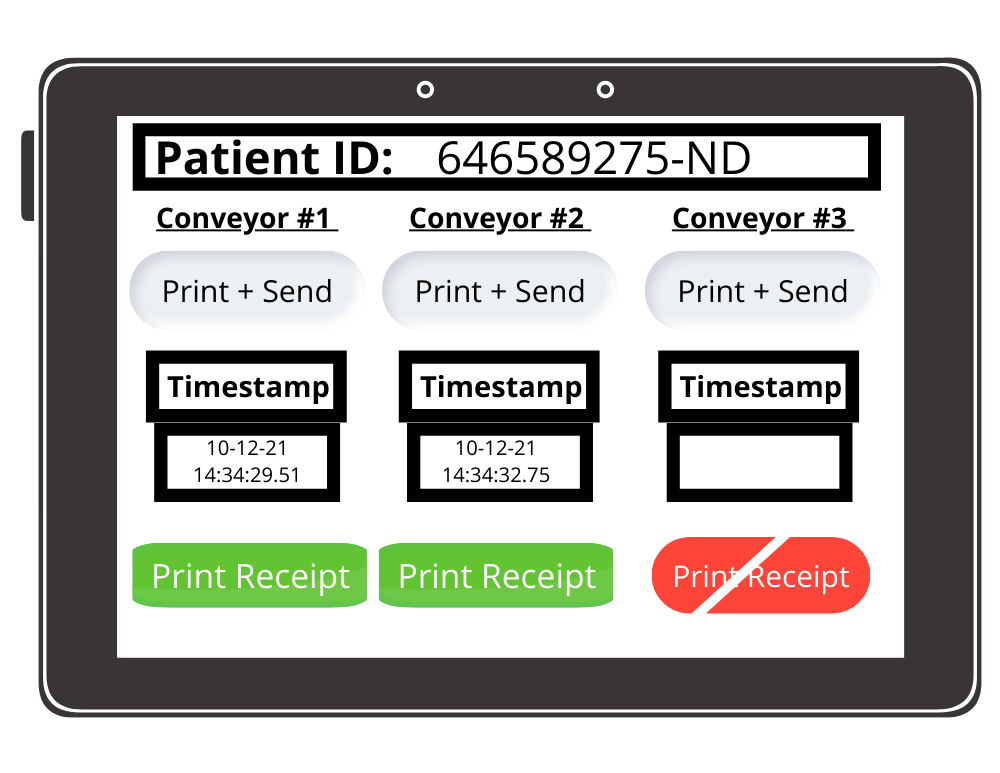 Patient ID: 646589275-ND
Conveyor #1 Conveyor #2 Conveyor #3
Print + Send Print + Send Print + Send
Timestamp Timestamp Timestamp
10-12-21 10-12-21
14:34:29.51 14:34:32.75
Print Receipt Print Receipt Print Receipt